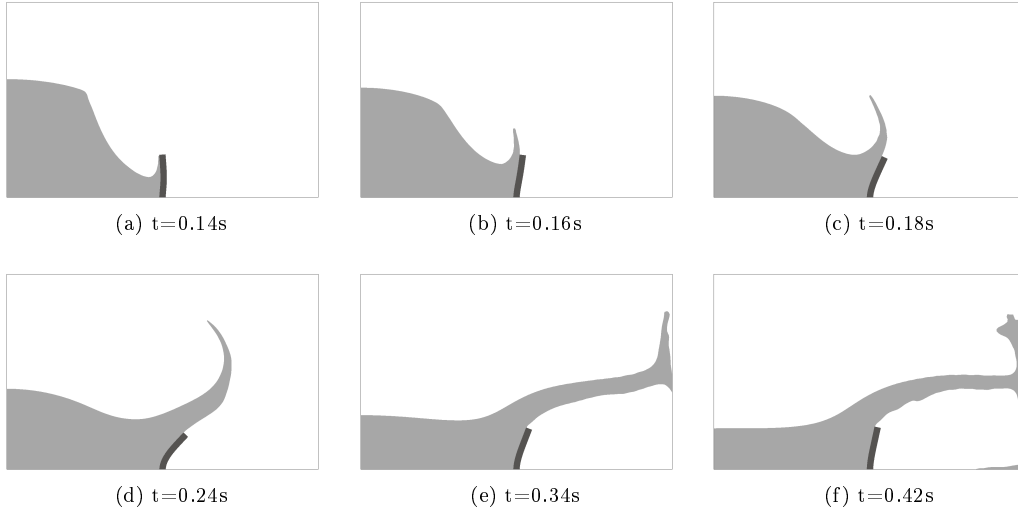 (a) t=0.14s
(b) t=0.16s
(c) t=0.18s
(d) t=0.24s
(e) t=0.34s
(f) t=0.42s